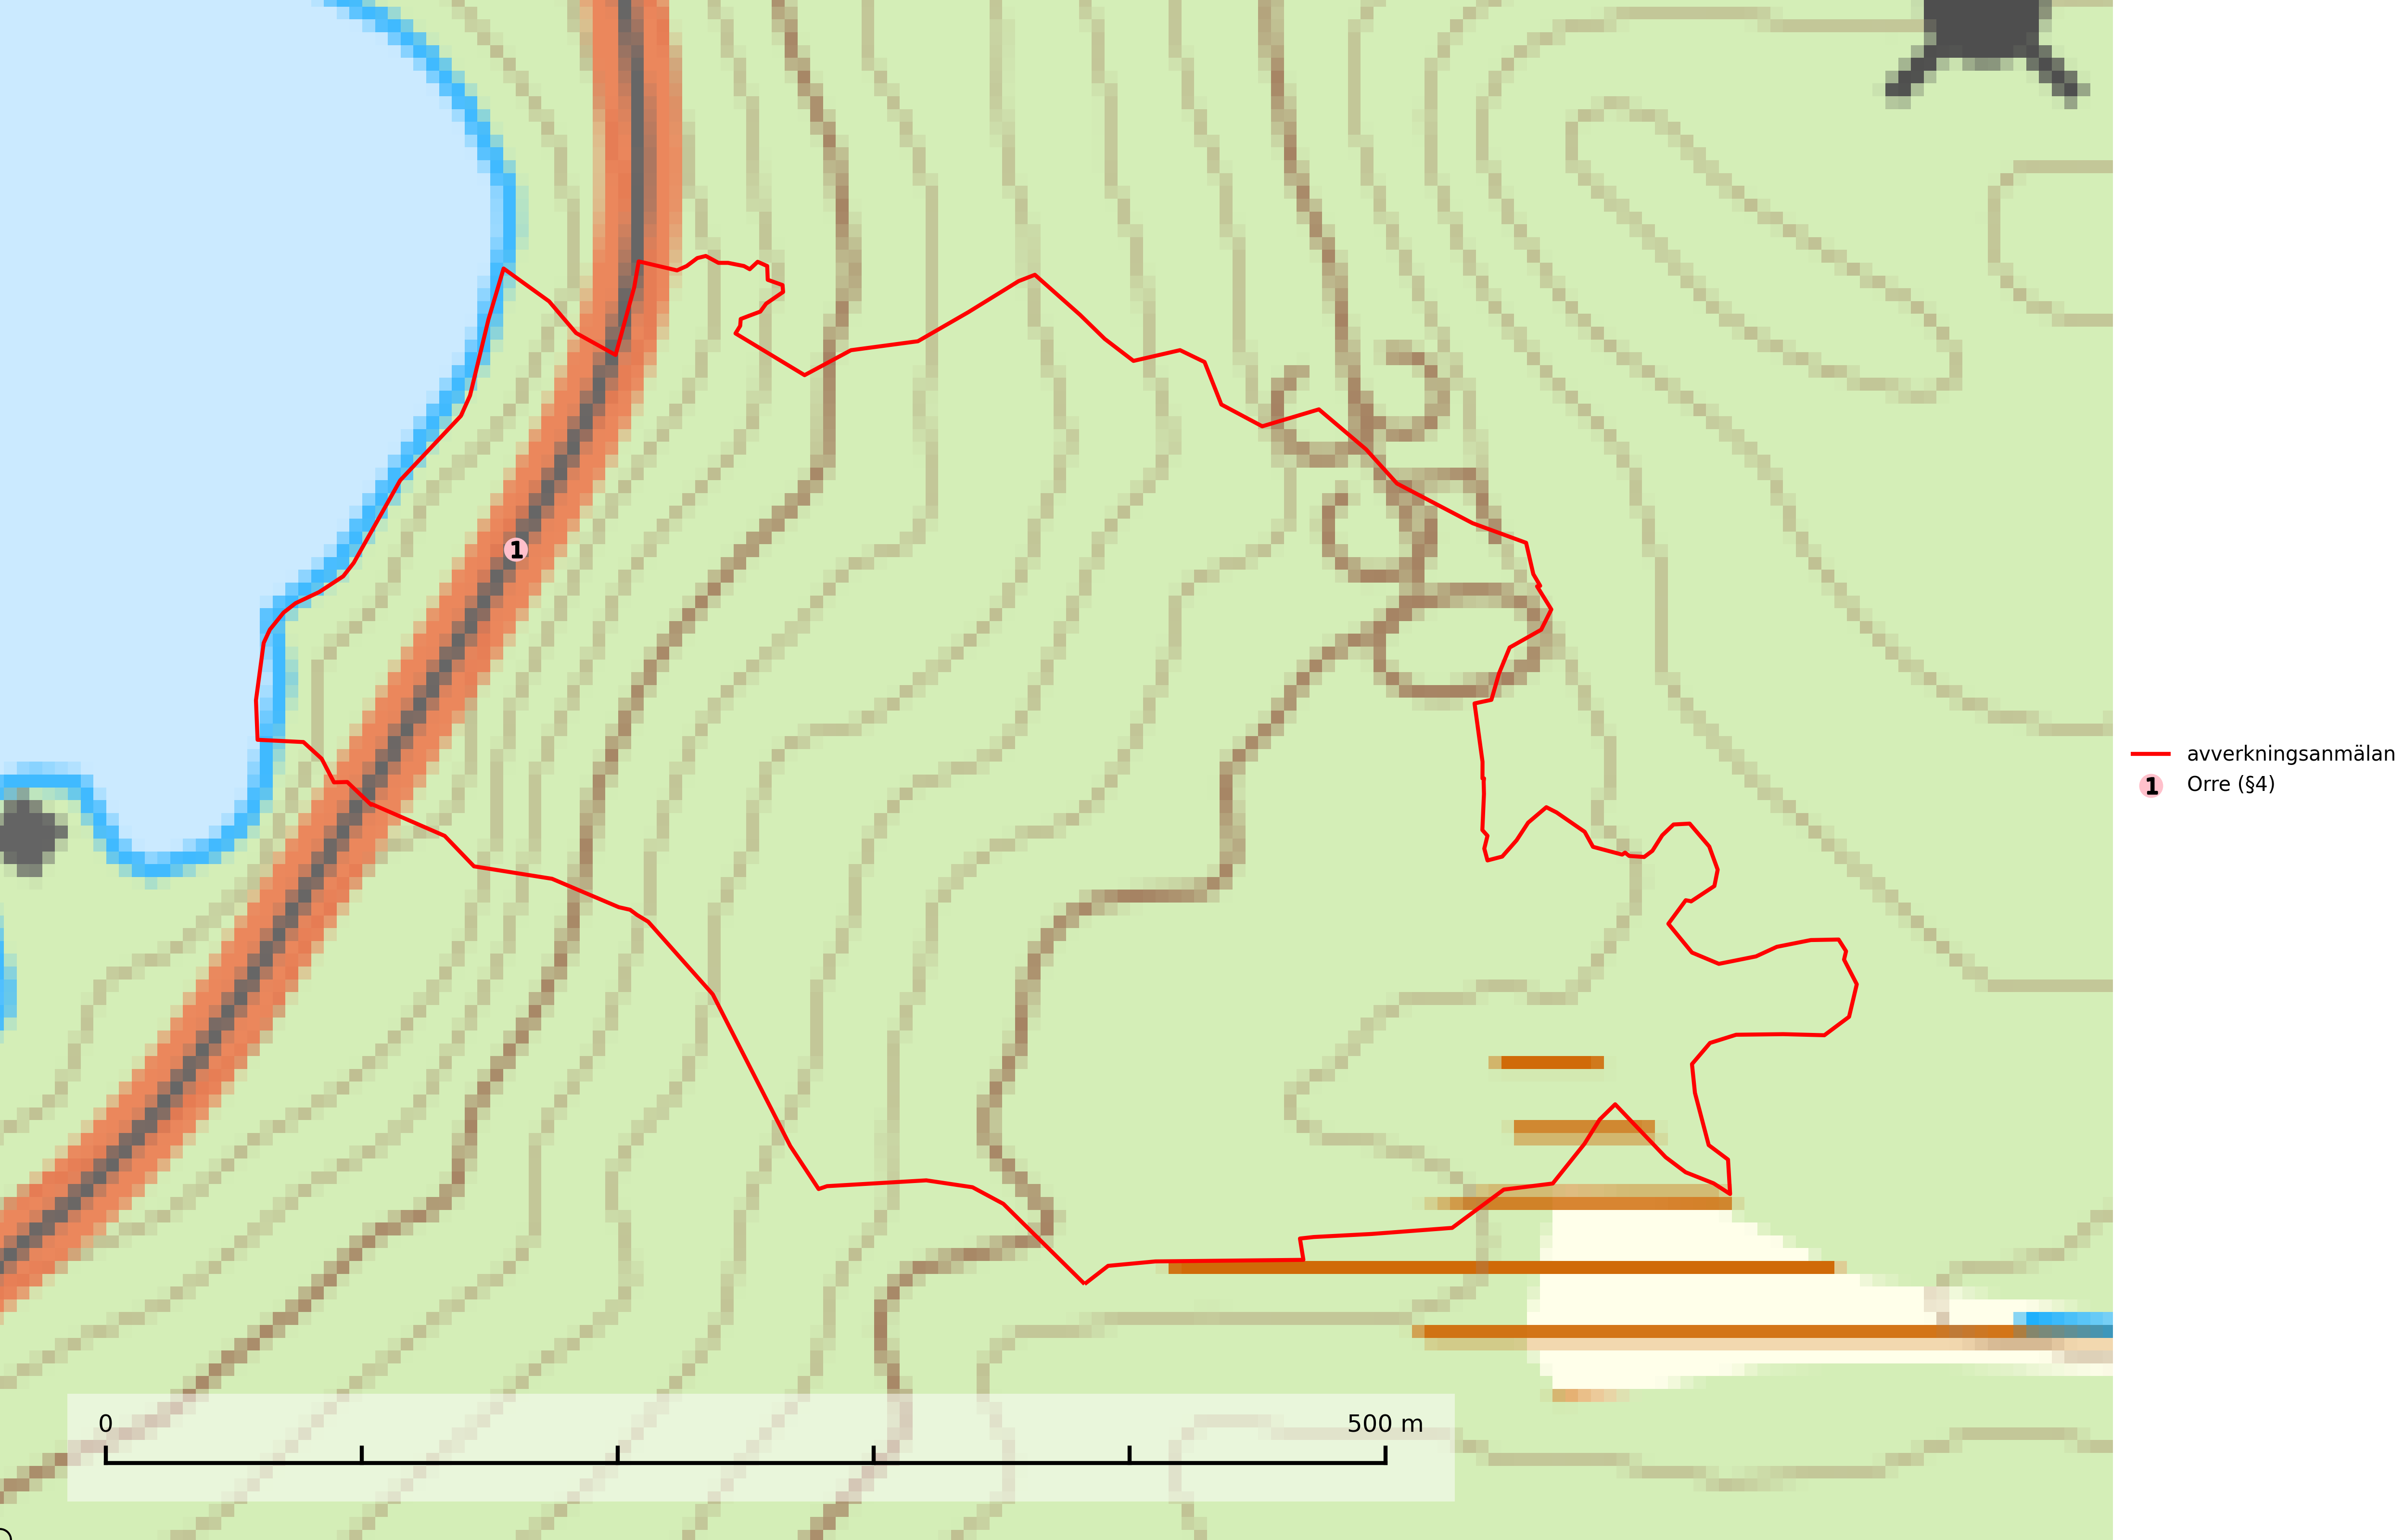 1
avverkningsanmälan
1 Orre (§4)
0 500 m